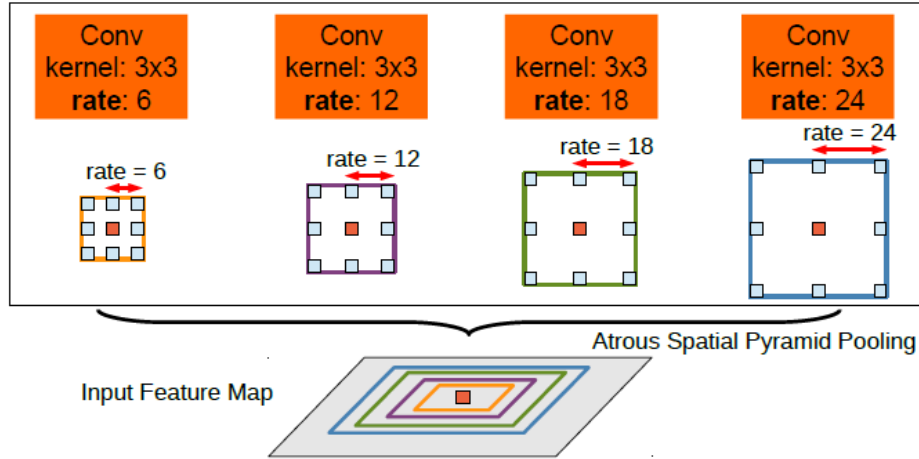 Conv
kernel: 3x3
rate: 6
Conv
kernel: 3x3
rate: 12
Conv
kernel: 3x3
rate: 18
Conv
kernel: 3x3
rate: 24
rate = 6
rate = 12
rate = 18
rate = 24
Atrous Spatial Pyramid Pooling
Input Feature Map